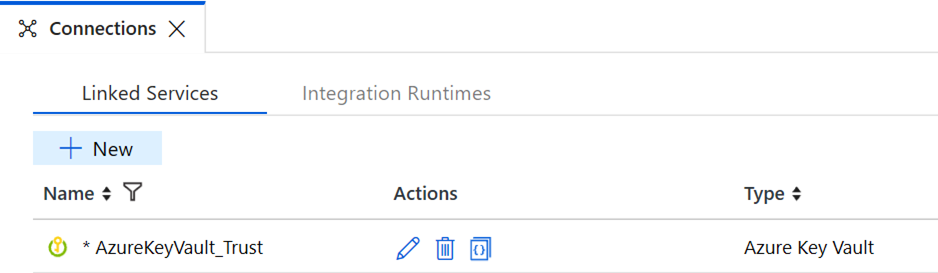 Connections
Linked Services Integration Runtimes
New
Name Actions Type
* AzureKeyVault_Trust Azure Key Vault